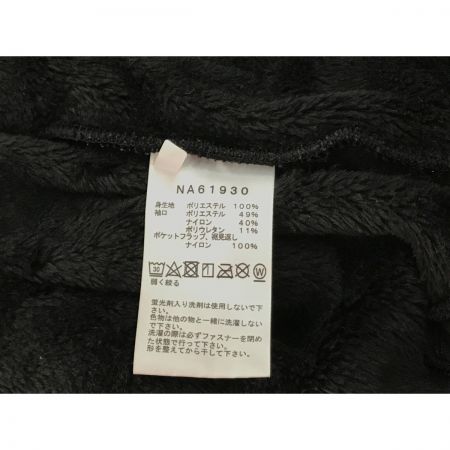 NA61930
身生地 ポリエステル 100%
袖口 ポリエステル 49%
ナイロン 40%
ポリウレタン 11%
ポケットフラップ、裾見返し
ナイロン 100%
30 W
弱く絞る
蛍光剤入り洗剤は使用しないで下
さい。
色物は他の物と一緒に洗濯しない
で下さい。
洗濯の際は必ずファスナーを閉め
た状態で行って下さい。
形を整えてから干して下さい。